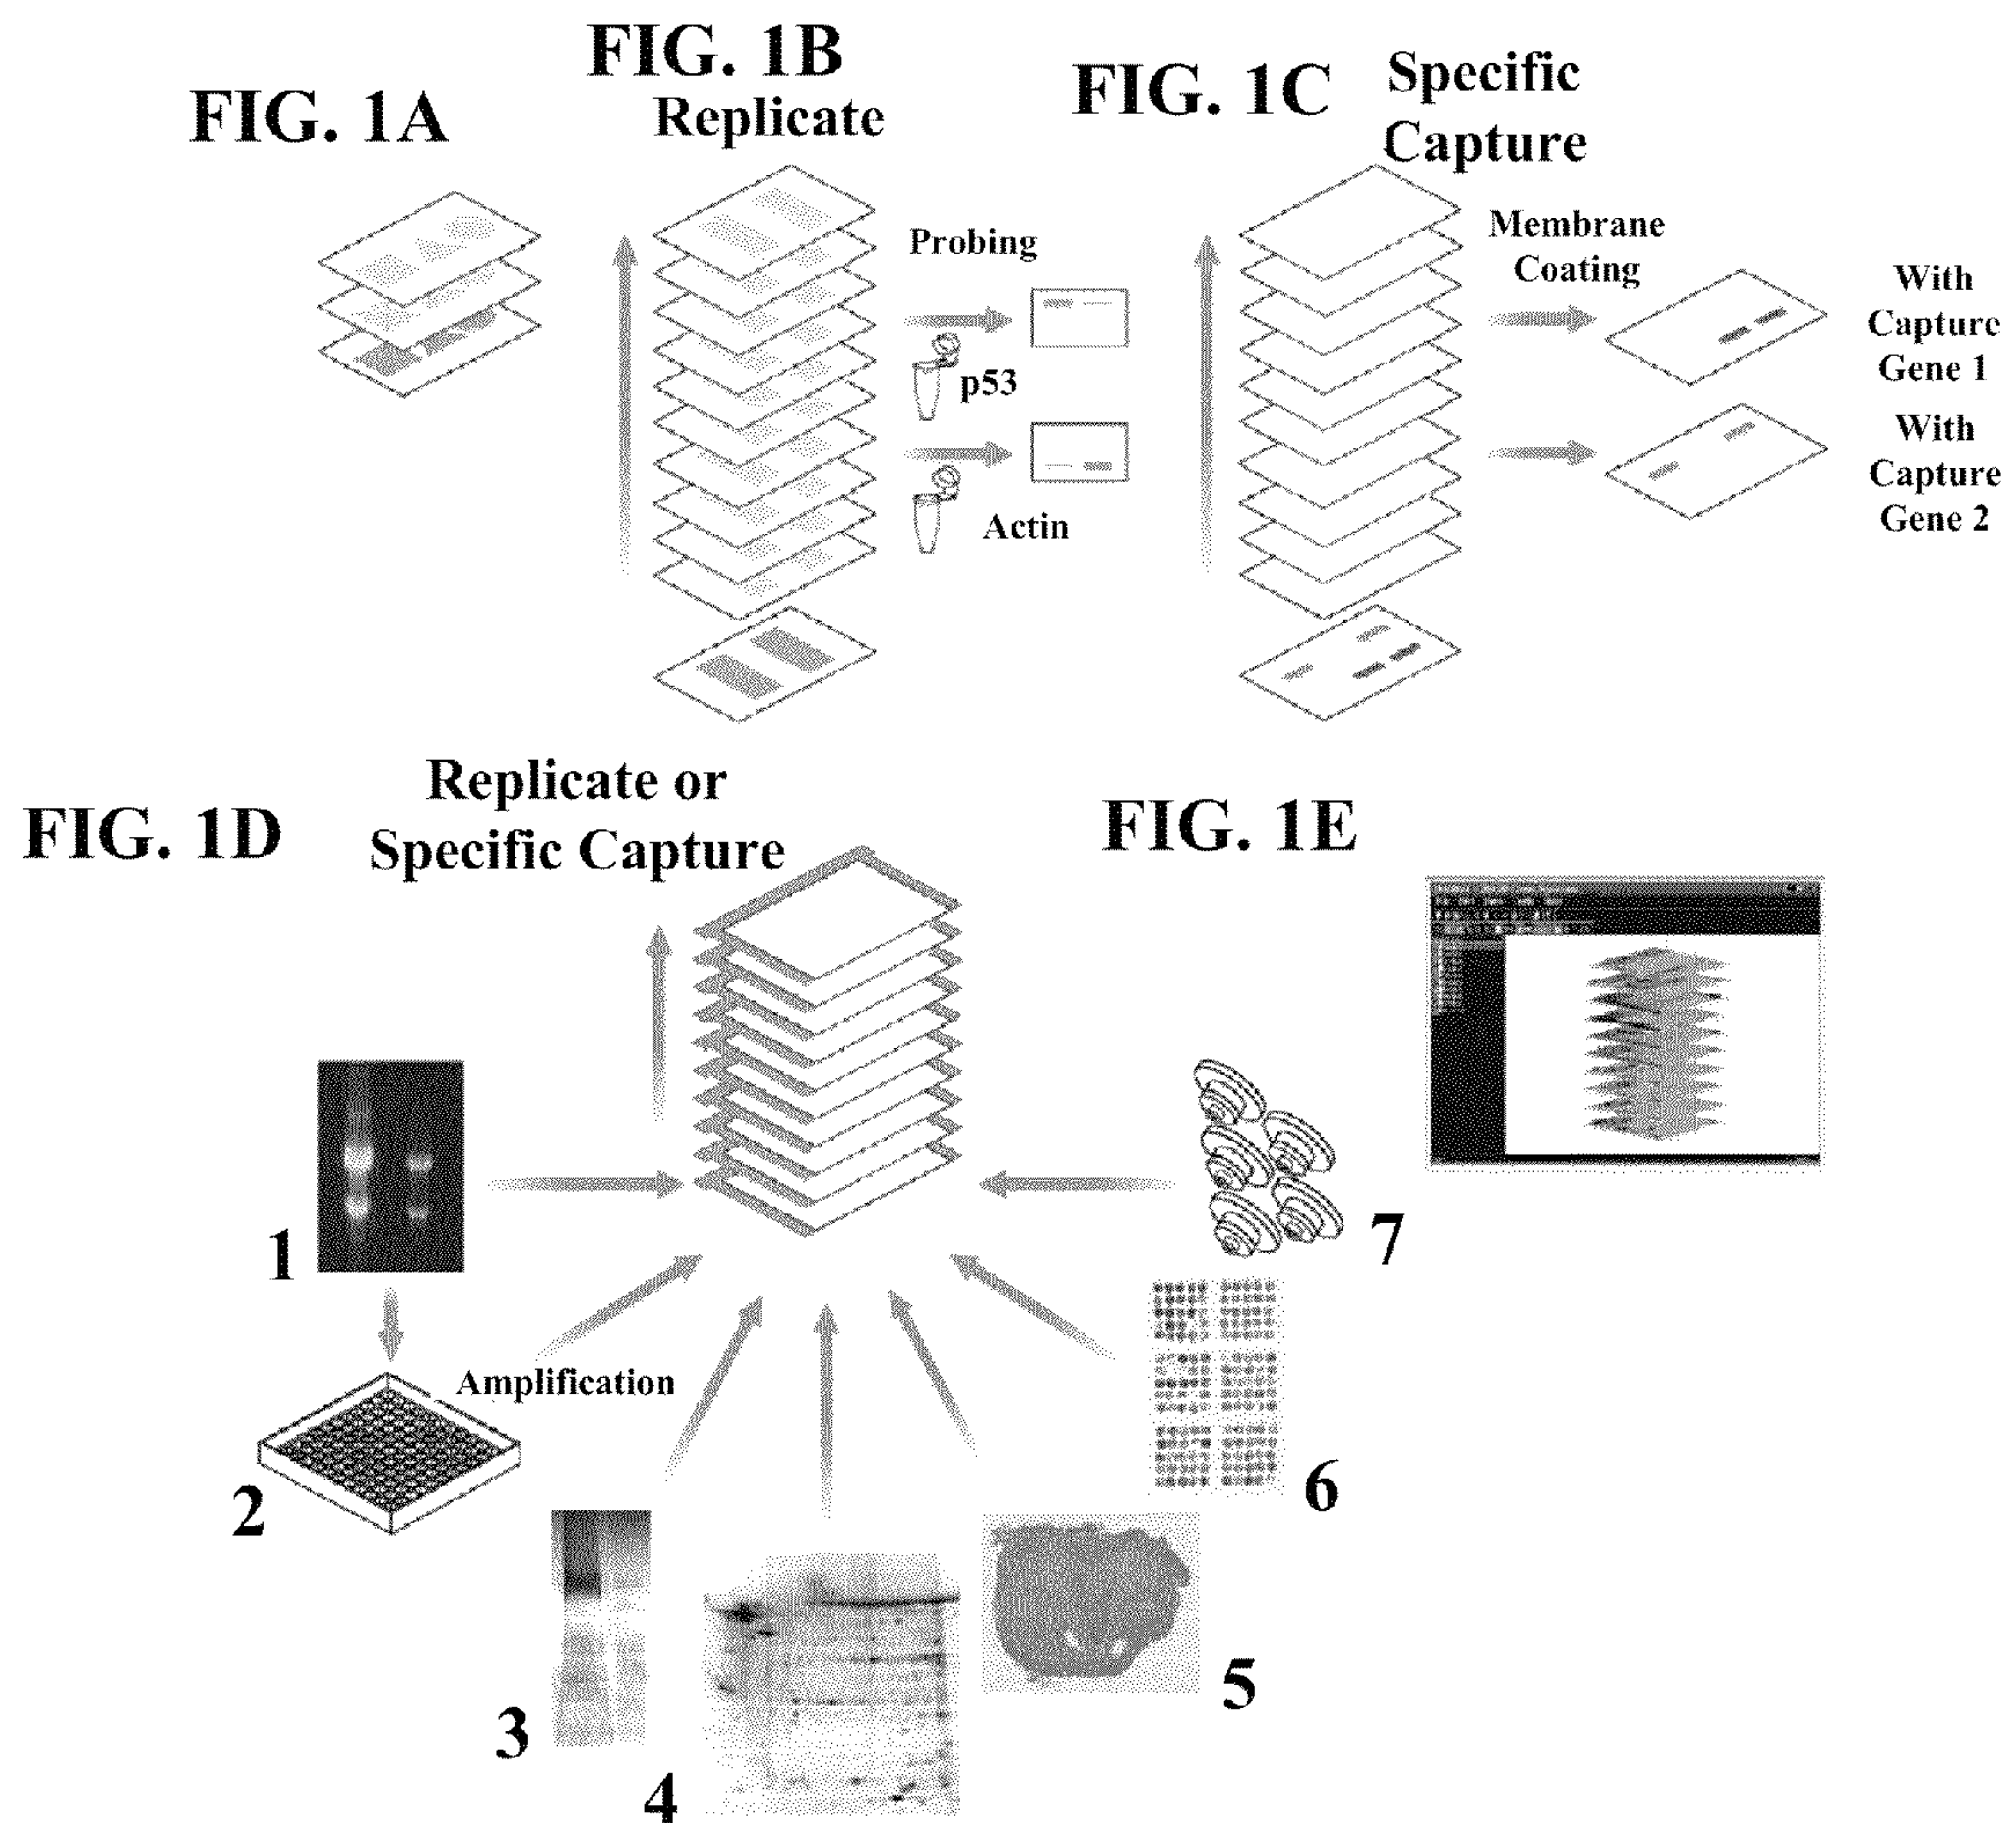 FIG. 1A
FIG. 1B
Replicate
Probing
p53
Actin
FIG. 1C
Specific
Capture
Membrane
Coating
With
Capture
Gene 1
With
Capture
Gene 2
FIG. 1D
Replicate or
Specific Capture
1
Amplification
2
3
4
5
6
7
FIG. 1E